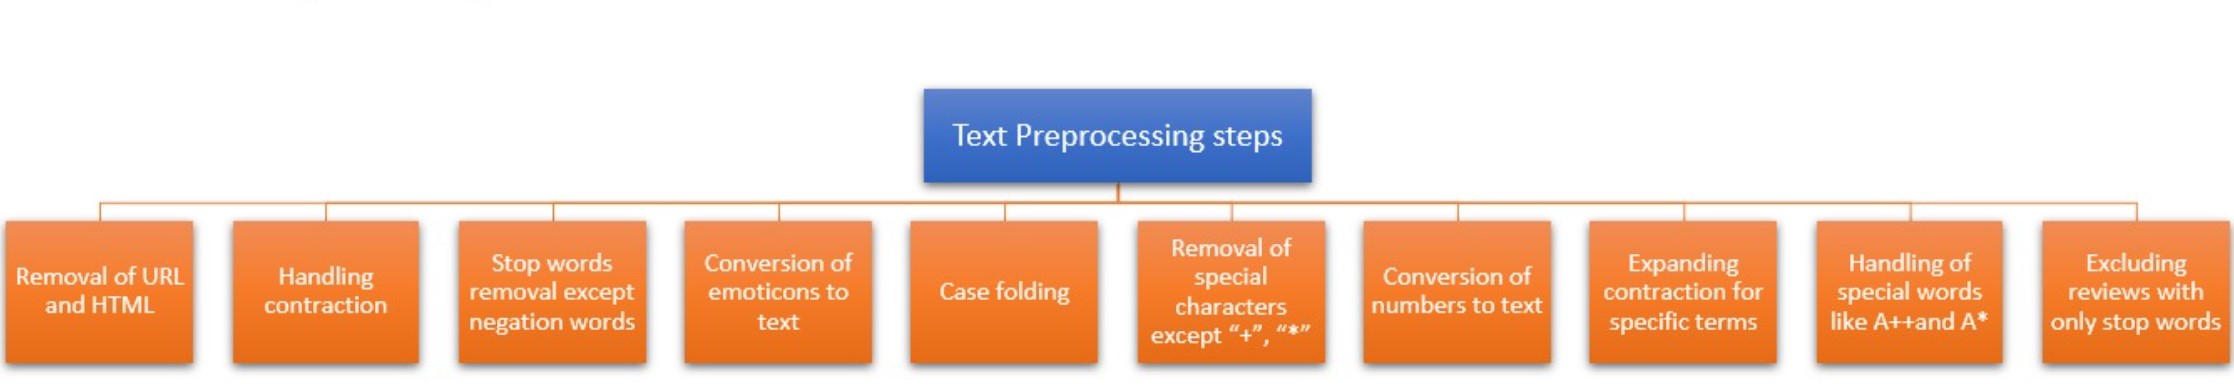 Text Preprocessing steps
Removal of URL
and HTML
Handling
contraction
Stop words
removal except
negation words
Conversion of
emoticons to
text
Case folding
Removal of
special
characters
except “+”, “*”
Conversion of
numbers to text
Expanding
contraction for
specific terms
Handling of
special words
like A++and A*
Excluding
reviews with
only stop words